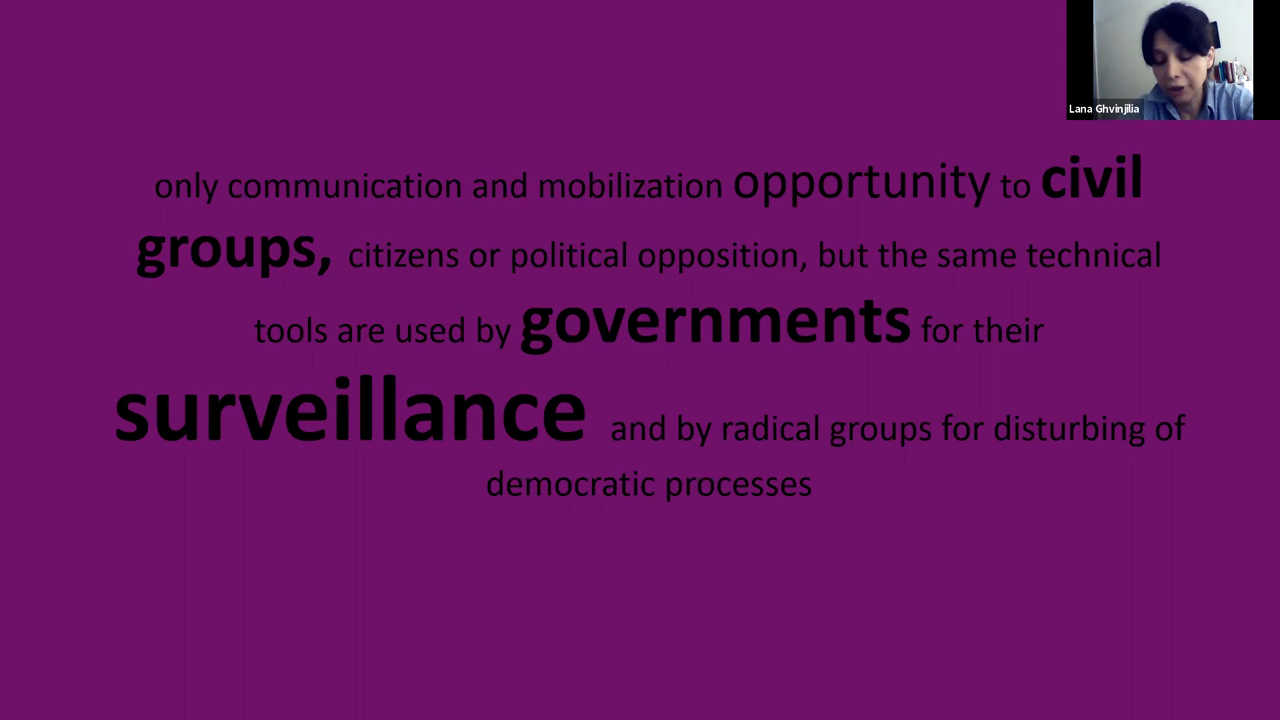 Lana Ghvinjilia
only communication and mobilization opportunity to civil
groups, citizens or political opposition, but the same technical
tools are used by governments for their
surveillance and by radical groups for disturbing of
democratic processes